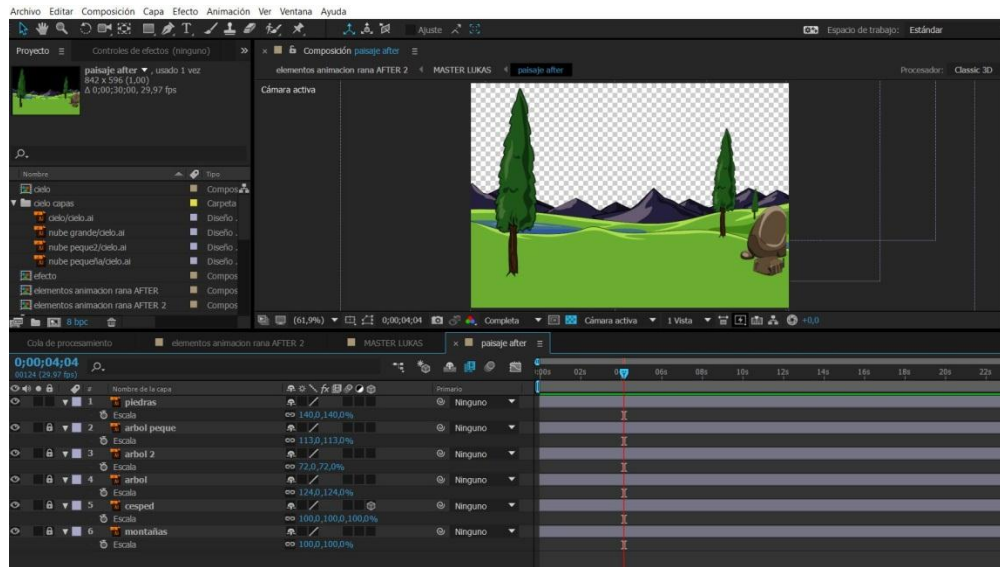 Archivo Editar Composición Capa Efecto Animación Ver Ventana Ayuda
Ajuste
Espacio de trabajo: Estándar
Proyecto
Controles de efectos (ninguno)
Composición paisaje after
paisaje after ▼, usado 1 vez
842 x 596 (1,00)
Δ 0;00;30;00, 29,97 fps
elementos animacion rana AFTER 2
MASTER LUKAS
paisaje after
Procesador: Classic 3D
Cámara activa
Nombre
Tipo
cielo
Compos
cielo capas
Carpeta
cielo/cielo.ai
Diseño .
nube grande/cielo.ai
Diseño .
nube peque2/cielo.ai
Diseño .
nube pequeña/cielo.ai
Diseño .
efecto
Compos
elementos animacion rana AFTER
Compos
elementos animacion rana AFTER 2
Compos
8 bpc
(61,9%)
0;00;04;04
Completa
Cámara activa
1 Vista
+0,0
Cola de procesamiento
elementos animacion rana AFTER 2
MASTER LUKAS
× paisaje after
0;00;04;04
00124 (29.97 fps)
02s
06s
08s
10s
12s
14s
16s
18s
20s
22s
#
Nombre de la capa
Primario
1 piedras
Ninguno
Escala
140,0,140,0%
2 arbol peque
Ninguno
Escala
113,0,113,0%
3 arbol 2
Ninguno
Escala
72,0,72,0%
4 arbol
Ninguno
Escala
124,0,124,0%
5 cesped
Ninguno
Escala
100,0,100,0,100,0%
6 montañas
Ninguno
Escala
100,0,100,0%